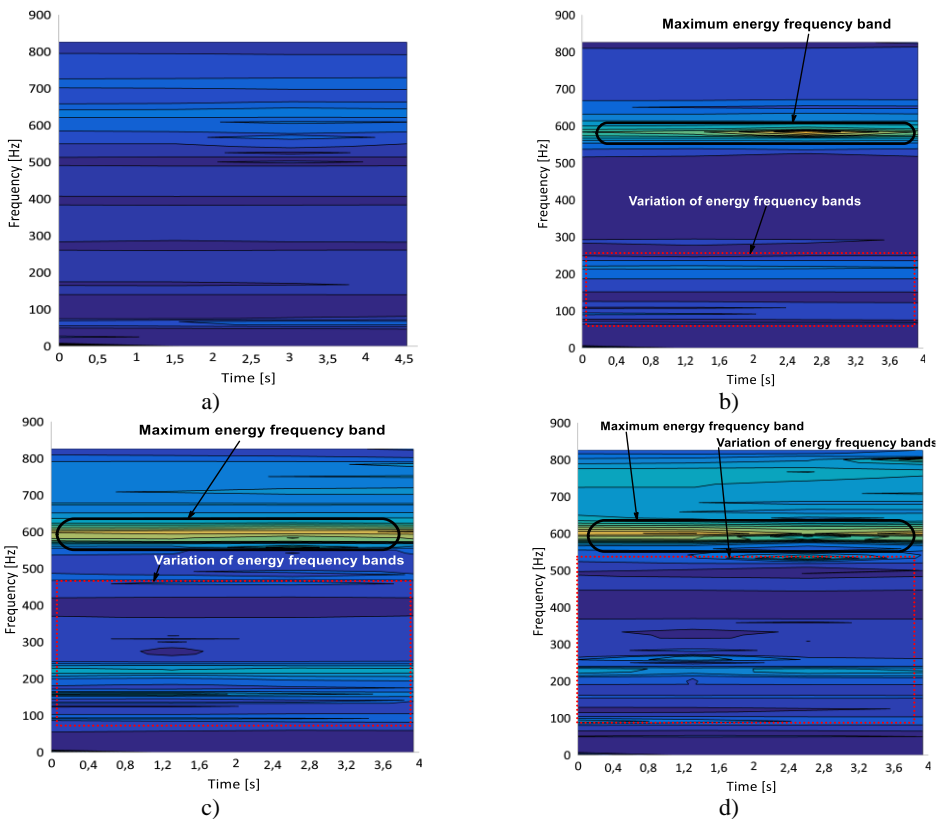 900
800
700
600
500
400
300
200
100
0
Frequency [Hz]
0 0,5 1 1,5 2 2,5 3 3,5 4 4,5
Time [s]
a)
Maximum energy frequency band
900
800
700
600
500
400
300
200
100
0
Frequency [Hz]
Variation of energy frequency bands
0 0,4 0,8 1,2 1,6 2 2,4 2,8 3,2 3,6 4
Time [s]
b)
Maximum energy frequency band
900
800
700
600
500
400
300
200
100
0
Frequency [Hz]
Variation of energy frequency bands
0 0,4 0,8 1,2 1,6 2 2,4 2,8 3,2 3,6 4
Time [s]
c)
Maximum energy frequency band
Variation of energy frequency bands
900
800
700
600
500
400
300
200
100
0
Frequency [Hz]
0 0,4 0,8 1,2 1,6 2 2,4 2,8 3,2 3,6 4
Time [s]
d)